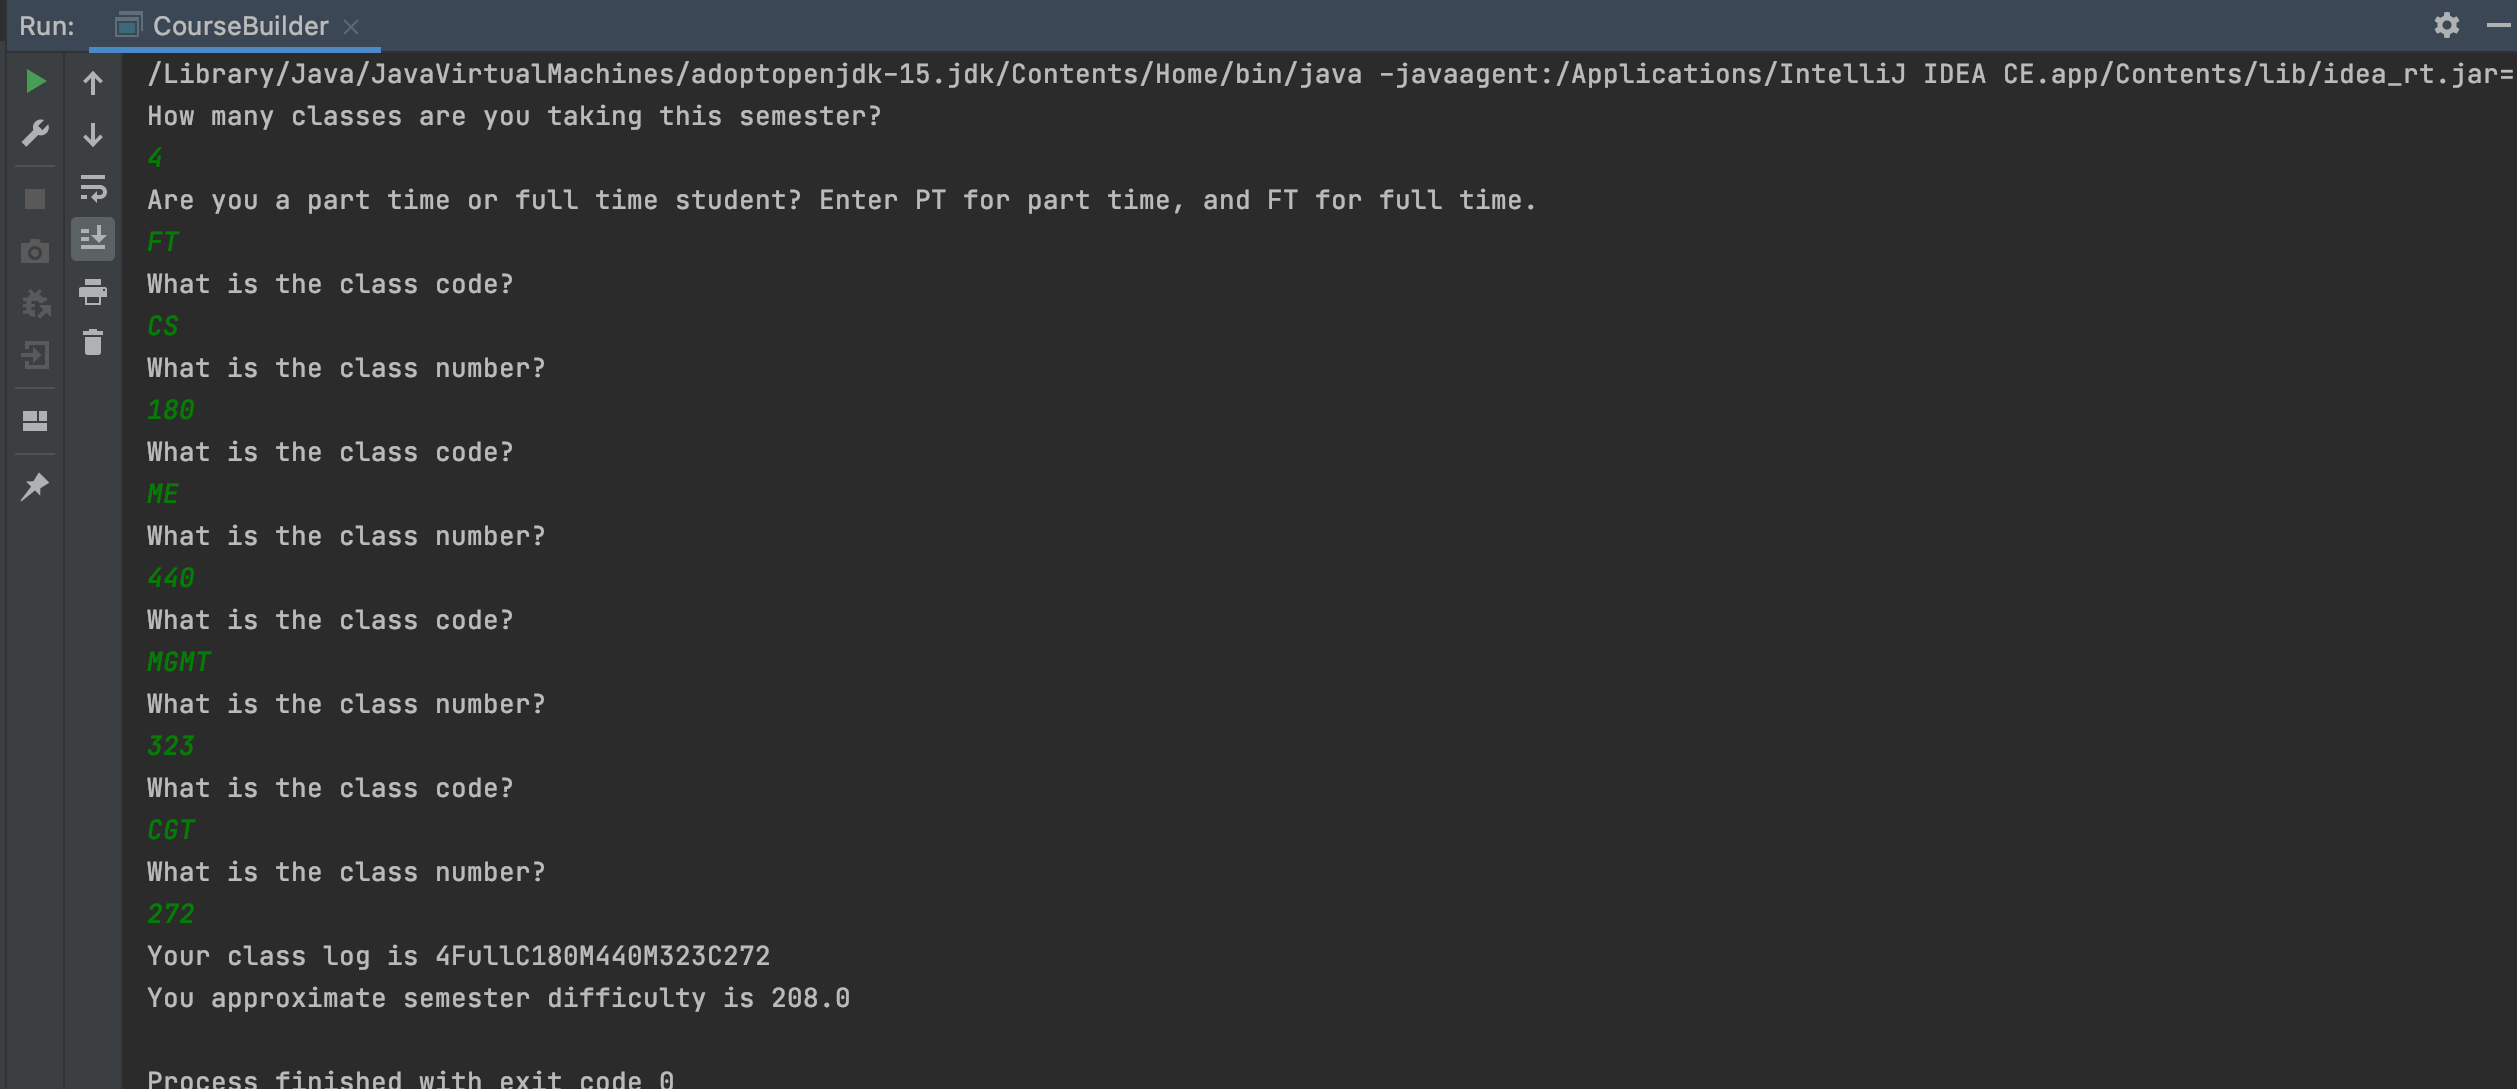 Run: CourseBuilder
/Library/Java/JavaVirtualMachines/adoptopenjdk-15.jdk/Contents/Home/bin/java -javaagent:/Applications/IntelliJ IDEA CE.app/Contents/lib/idea_rt.jar=
How many classes are you taking this semester?
4
Are you a part time or full time student? Enter PT for part time, and FT for full time.
FT
What is the class code?
CS
What is the class number?
180
What is the class code?
ME
What is the class number?
440
What is the class code?
MGMT
What is the class number?
323
What is the class code?
CGT
What is the class number?
272
Your class log is 4FullC180M440M323C272
You approximate semester difficulty is 208.0
Process finished with exit code 0